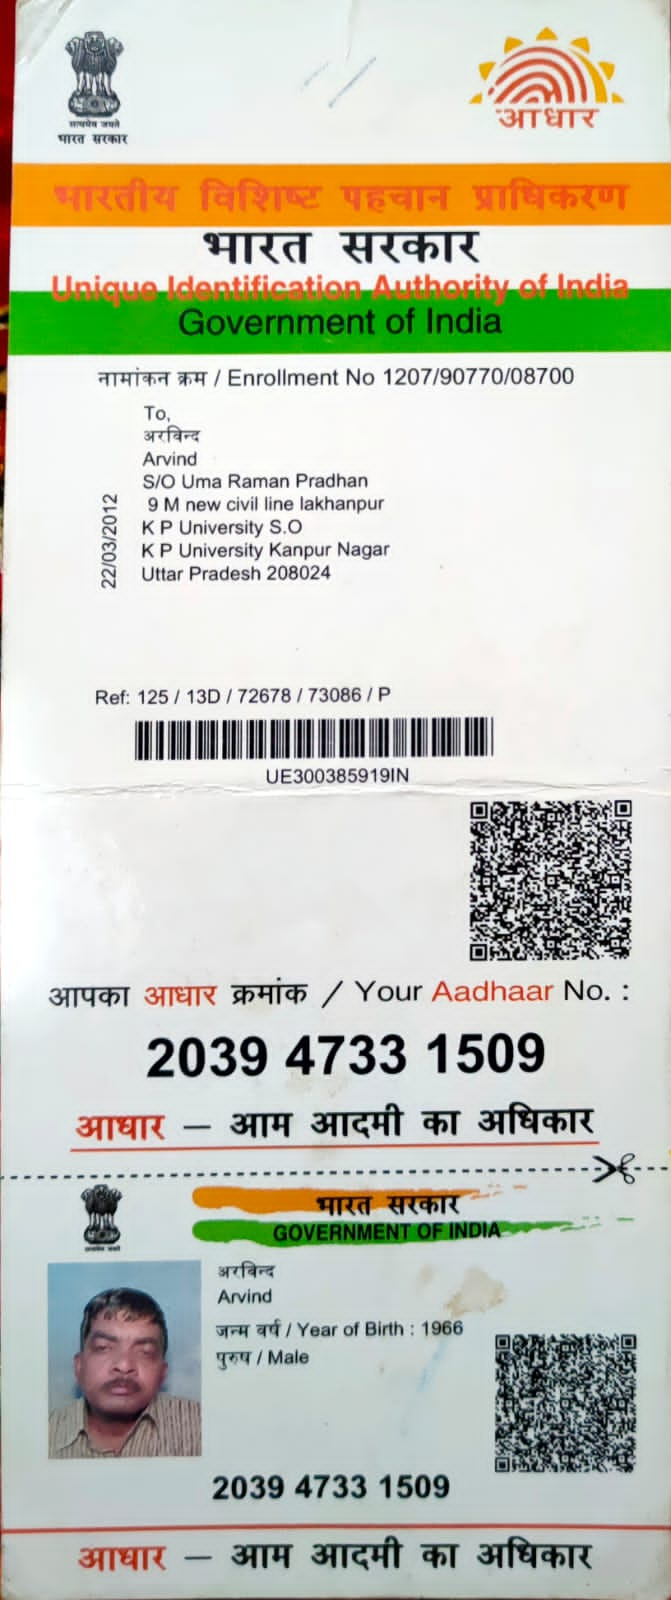 सत्यमेव जयते
भारत सरकार
आधार
भारतीय विशिष्ट पहचान प्राधिकरण
भारत सरकार
Unique Identification Authority of India
Government of India
नामांकन क्रम / Enrollment No 1207/90770/08700
To,
अरविन्द
Arvind
S/O Uma Raman Pradhan
9 M new civil line lakhanpur
K P University S.O
K P University Kanpur Nagar
Uttar Pradesh 208024
22/03/2012
Ref: 125 / 13D / 72678 / 73086 / P
UE300385919IN
आपका आधार क्रमांक / Your Aadhaar No. :
2039 4733 1509
आधार – आम आदमी का अधिकार
भारत सरकार
GOVERNMENT OF INDIA
सत्यमेव जयते
अरविन्द
Arvind
जन्म वर्ष / Year of Birth : 1966
पुरुष / Male
2039 4733 1509
आधार – आम आदमी का अधिकार